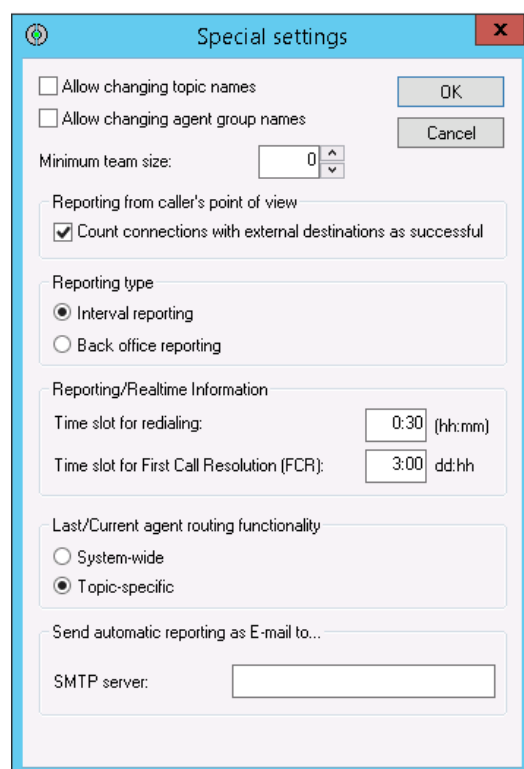 Special settings
x
Allow changing topic names
OK
Allow changing agent group names
Cancel
Minimum team size: 0
Reporting from caller's point of view
Count connections with external destinations as successful
Reporting type
Interval reporting
Back office reporting
Reporting/Realtime Information
Time slot for redialing: 0:30 (hh:mm)
Time slot for First Call Resolution (FCR): 3:00 dd:hh
Last/Current agent routing functionality
System-wide
Topic-specific
Send automatic reporting as E-mail to...
SMTP server: